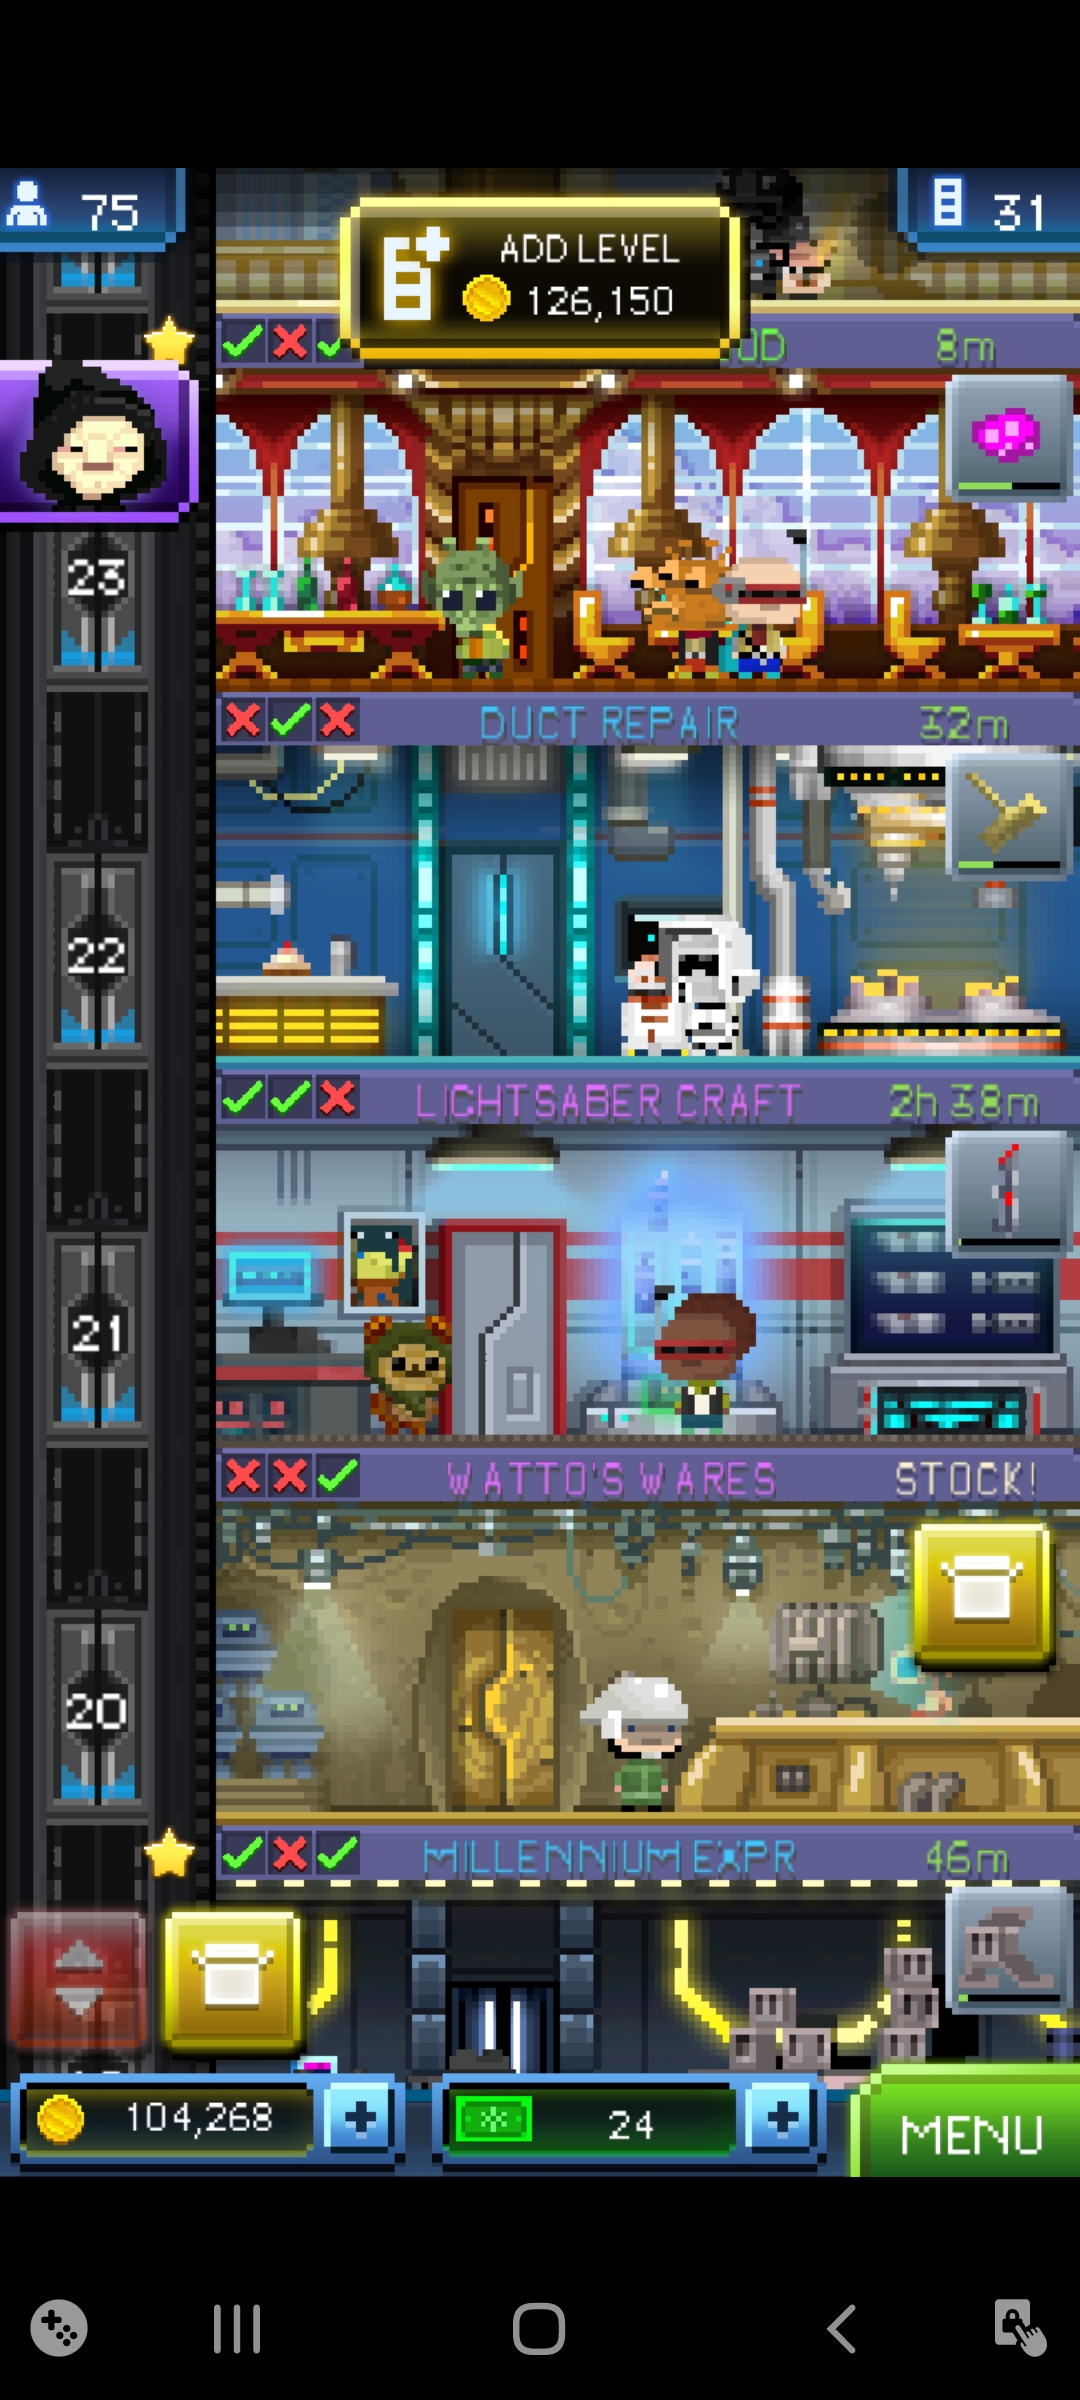 75
31
ADD LEVEL
126,150
8m
23
DUCT REPAIR 32m
22
LIGHTSABER CRAFT 2h 38m
21
WATTO'S WARES STOCK!
20
MILLENNIUM EXPR 46m
104,268
24
MENU